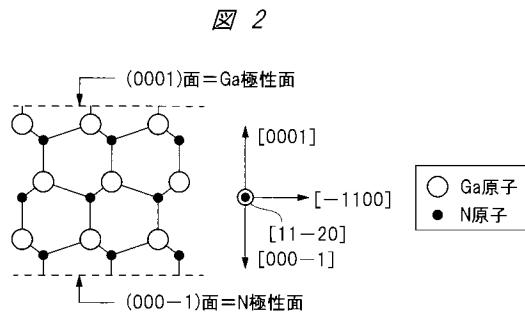 図 2
(0001)面=Ga極性面
[0001]
[-1100]
[11-20]
[000-1]
Ga原子
N原子
(000-1)面=N極性面